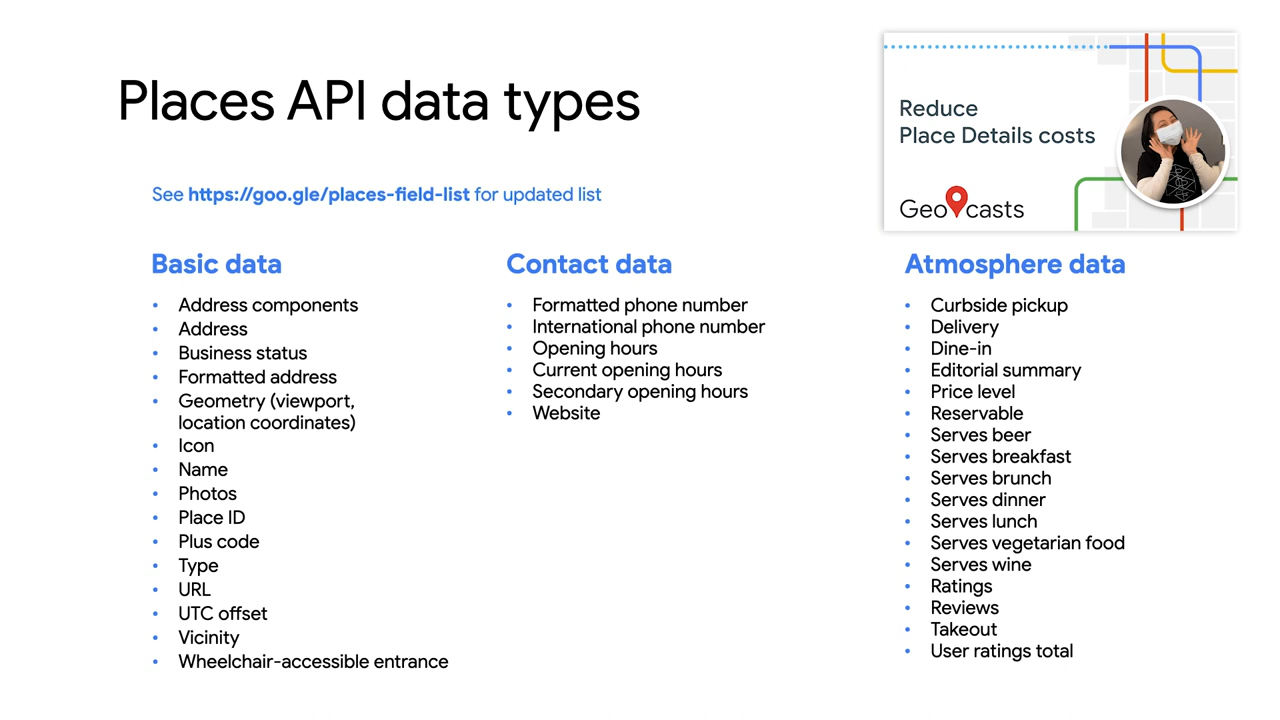 Places API data types
Reduce
Place Details costs
Geo casts
See https://goo.gle/places-field-list for updated list
Basic data
• Address components
• Address
• Business status
• Formatted address
• Geometry (viewport,
location coordinates)
• Icon
• Name
• Photos
• Place ID
• Plus code
• Type
• URL
• UTC offset
• Vicinity
• Wheelchair-accessible entrance
Contact data
• Formatted phone number
• International phone number
• Opening hours
• Current opening hours
• Secondary opening hours
• Website
Atmosphere data
• Curbside pickup
• Delivery
• Dine-in
• Editorial summary
• Price level
• Reservable
• Serves beer
• Serves breakfast
• Serves brunch
• Serves dinner
• Serves lunch
• Serves vegetarian food
• Serves wine
• Ratings
• Reviews
• Takeout
• User ratings total